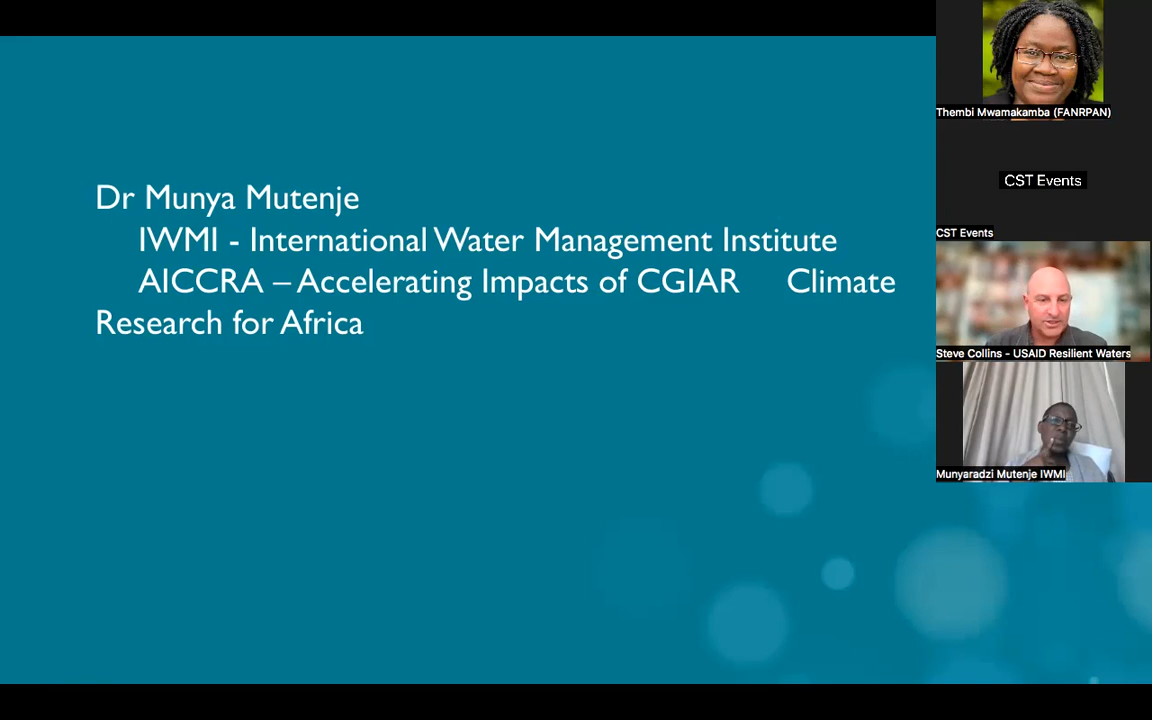 Dr Munya Mutenje
IWMI - International Water Management Institute
AICCRA – Accelerating Impacts of CGIAR Climate
Research for Africa
Thembi Mwamakamba (FANRPAN)
CST Events
CST Events
Steve Collins - USAID Resilient Waters
Munyaradzi Mutenje IWMI